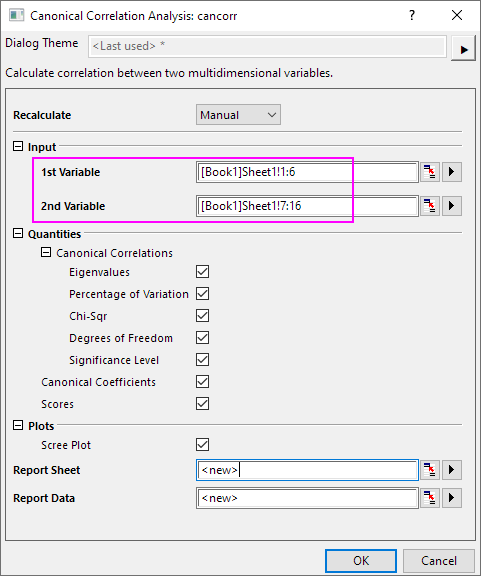 Canonical Correlation Analysis: cancorr
Dialog Theme <Last used> *
Calculate correlation between two multidimensional variables.
Recalculate Manual
Input
1st Variable [Book1]Sheet1!1:6
2nd Variable [Book1]Sheet1!7:16
Quantities
Canonical Correlations
Eigenvalues
Percentage of Variation
Chi-Sqr
Degrees of Freedom
Significance Level
Canonical Coefficients
Scores
Plots
Scree Plot
Report Sheet <new>
Report Data <new>
OK Cancel